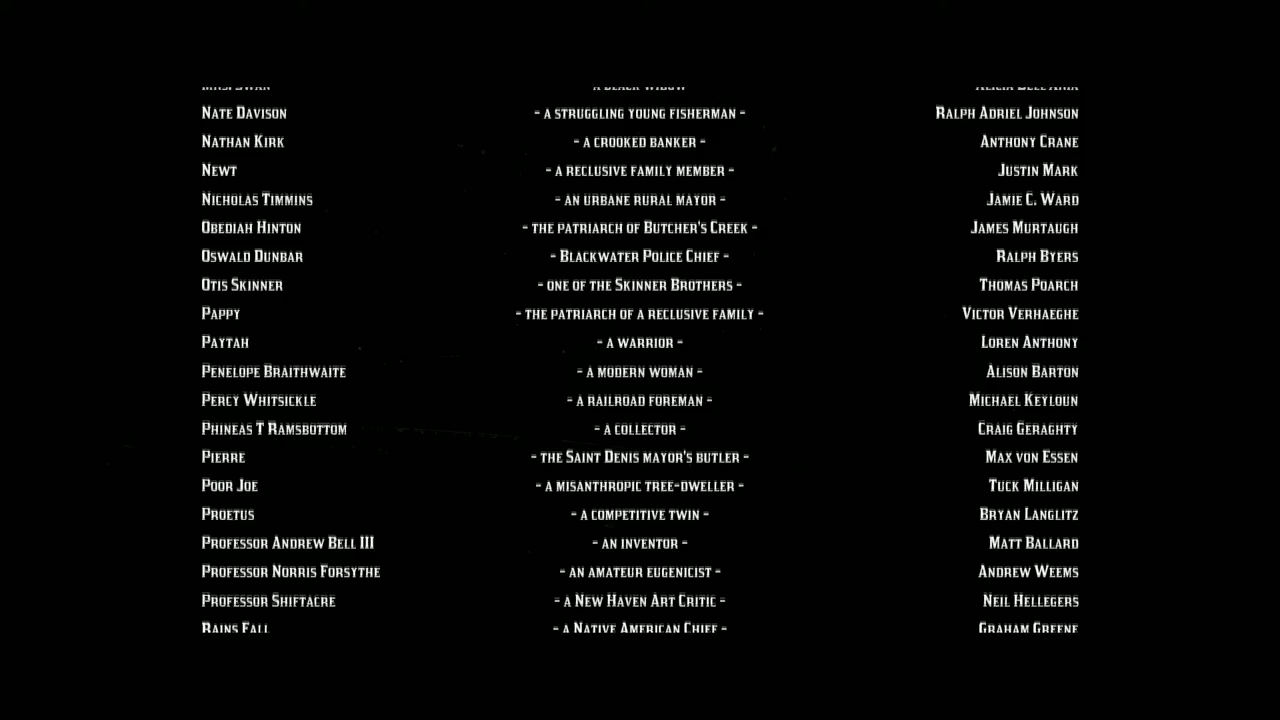 Mrs. Swan - a black widow - Alicia Dell'Aria
Nate Davison - a struggling young fisherman - Ralph Adriel Johnson
Nathan Kirk - a crooked banker - Anthony Crane
Newt - a reclusive family member - Justin Mark
Nicholas Timmins - an urbane rural mayor - Jamie C. Ward
Obediah Hinton - the patriarch of Butcher's Creek - James Murtaugh
Oswald Dunbar - Blackwater Police Chief - Ralph Byers
Otis Skinner - one of the Skinner Brothers - Thomas Poarch
Pappy - the patriarch of a reclusive family - Victor Verhaeghe
Paytah - a warrior - Loren Anthony
Penelope Braithwaite - a modern woman - Alison Barton
Percy Whitsickle - a railroad foreman - Michael Keyloun
Phineas T Ramsbottom - a collector - Craig Geraghty
Pierre - the Saint Denis mayor's butler - Max von Essen
Poor Joe - a misanthropic tree-dweller - Tuck Milligan
Proetus - a competitive twin - Bryan Langlitz
Professor Andrew Bell III - an inventor - Matt Ballard
Professor Norris Forsythe - an amateur eugenicist - Andrew Weems
Professor Shiftacre - a New Haven Art Critic - Neil Hellegers
Rains Fall - a Native American Chief - Graham Greene